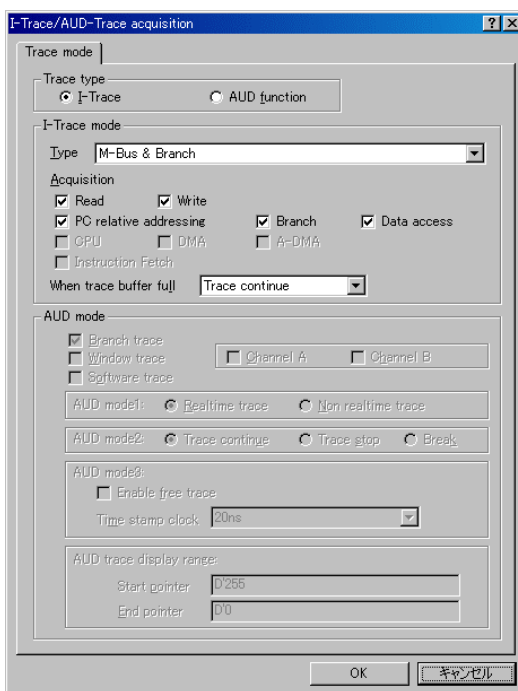 I-Trace/AUD-Trace acquisition
Trace mode
Trace type
I-Trace AUD function
I-Trace mode
Type M-Bus & Branch
Acquisition
Read Write
PC relative addressing Branch Data access
CPU DMA A-DMA
Instruction Fetch
When trace buffer full Trace continue
AUD mode
Branch trace
Window trace Channel A Channel B
Software trace
AUD mode1: Realtime trace Non realtime trace
AUD mode2: Trace continue Trace stop Break
AUD mode3:
Enable free trace
Time stamp clock 20ns
AUD trace display range:
Start pointer D'255
End pointer D'0
OK キャンセル